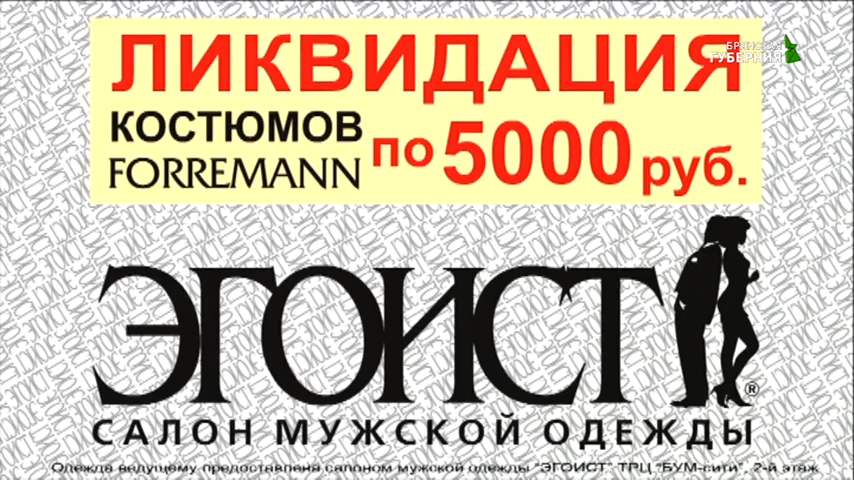 ЛИКВИДАЦИЯ
БРЯНСКАЯ
ГУБЕРНИЯ
КОСТЮМОВ
FORREMANN
по 5000 руб.
ЭГОИСТ
®
САЛОН МУЖСКОЙ ОДЕЖДЫ
Одежда ведущему предоставлена салоном мужской одежды "ЭГОИСТ" ТРЦ "БУМ-сити", 2-й этаж